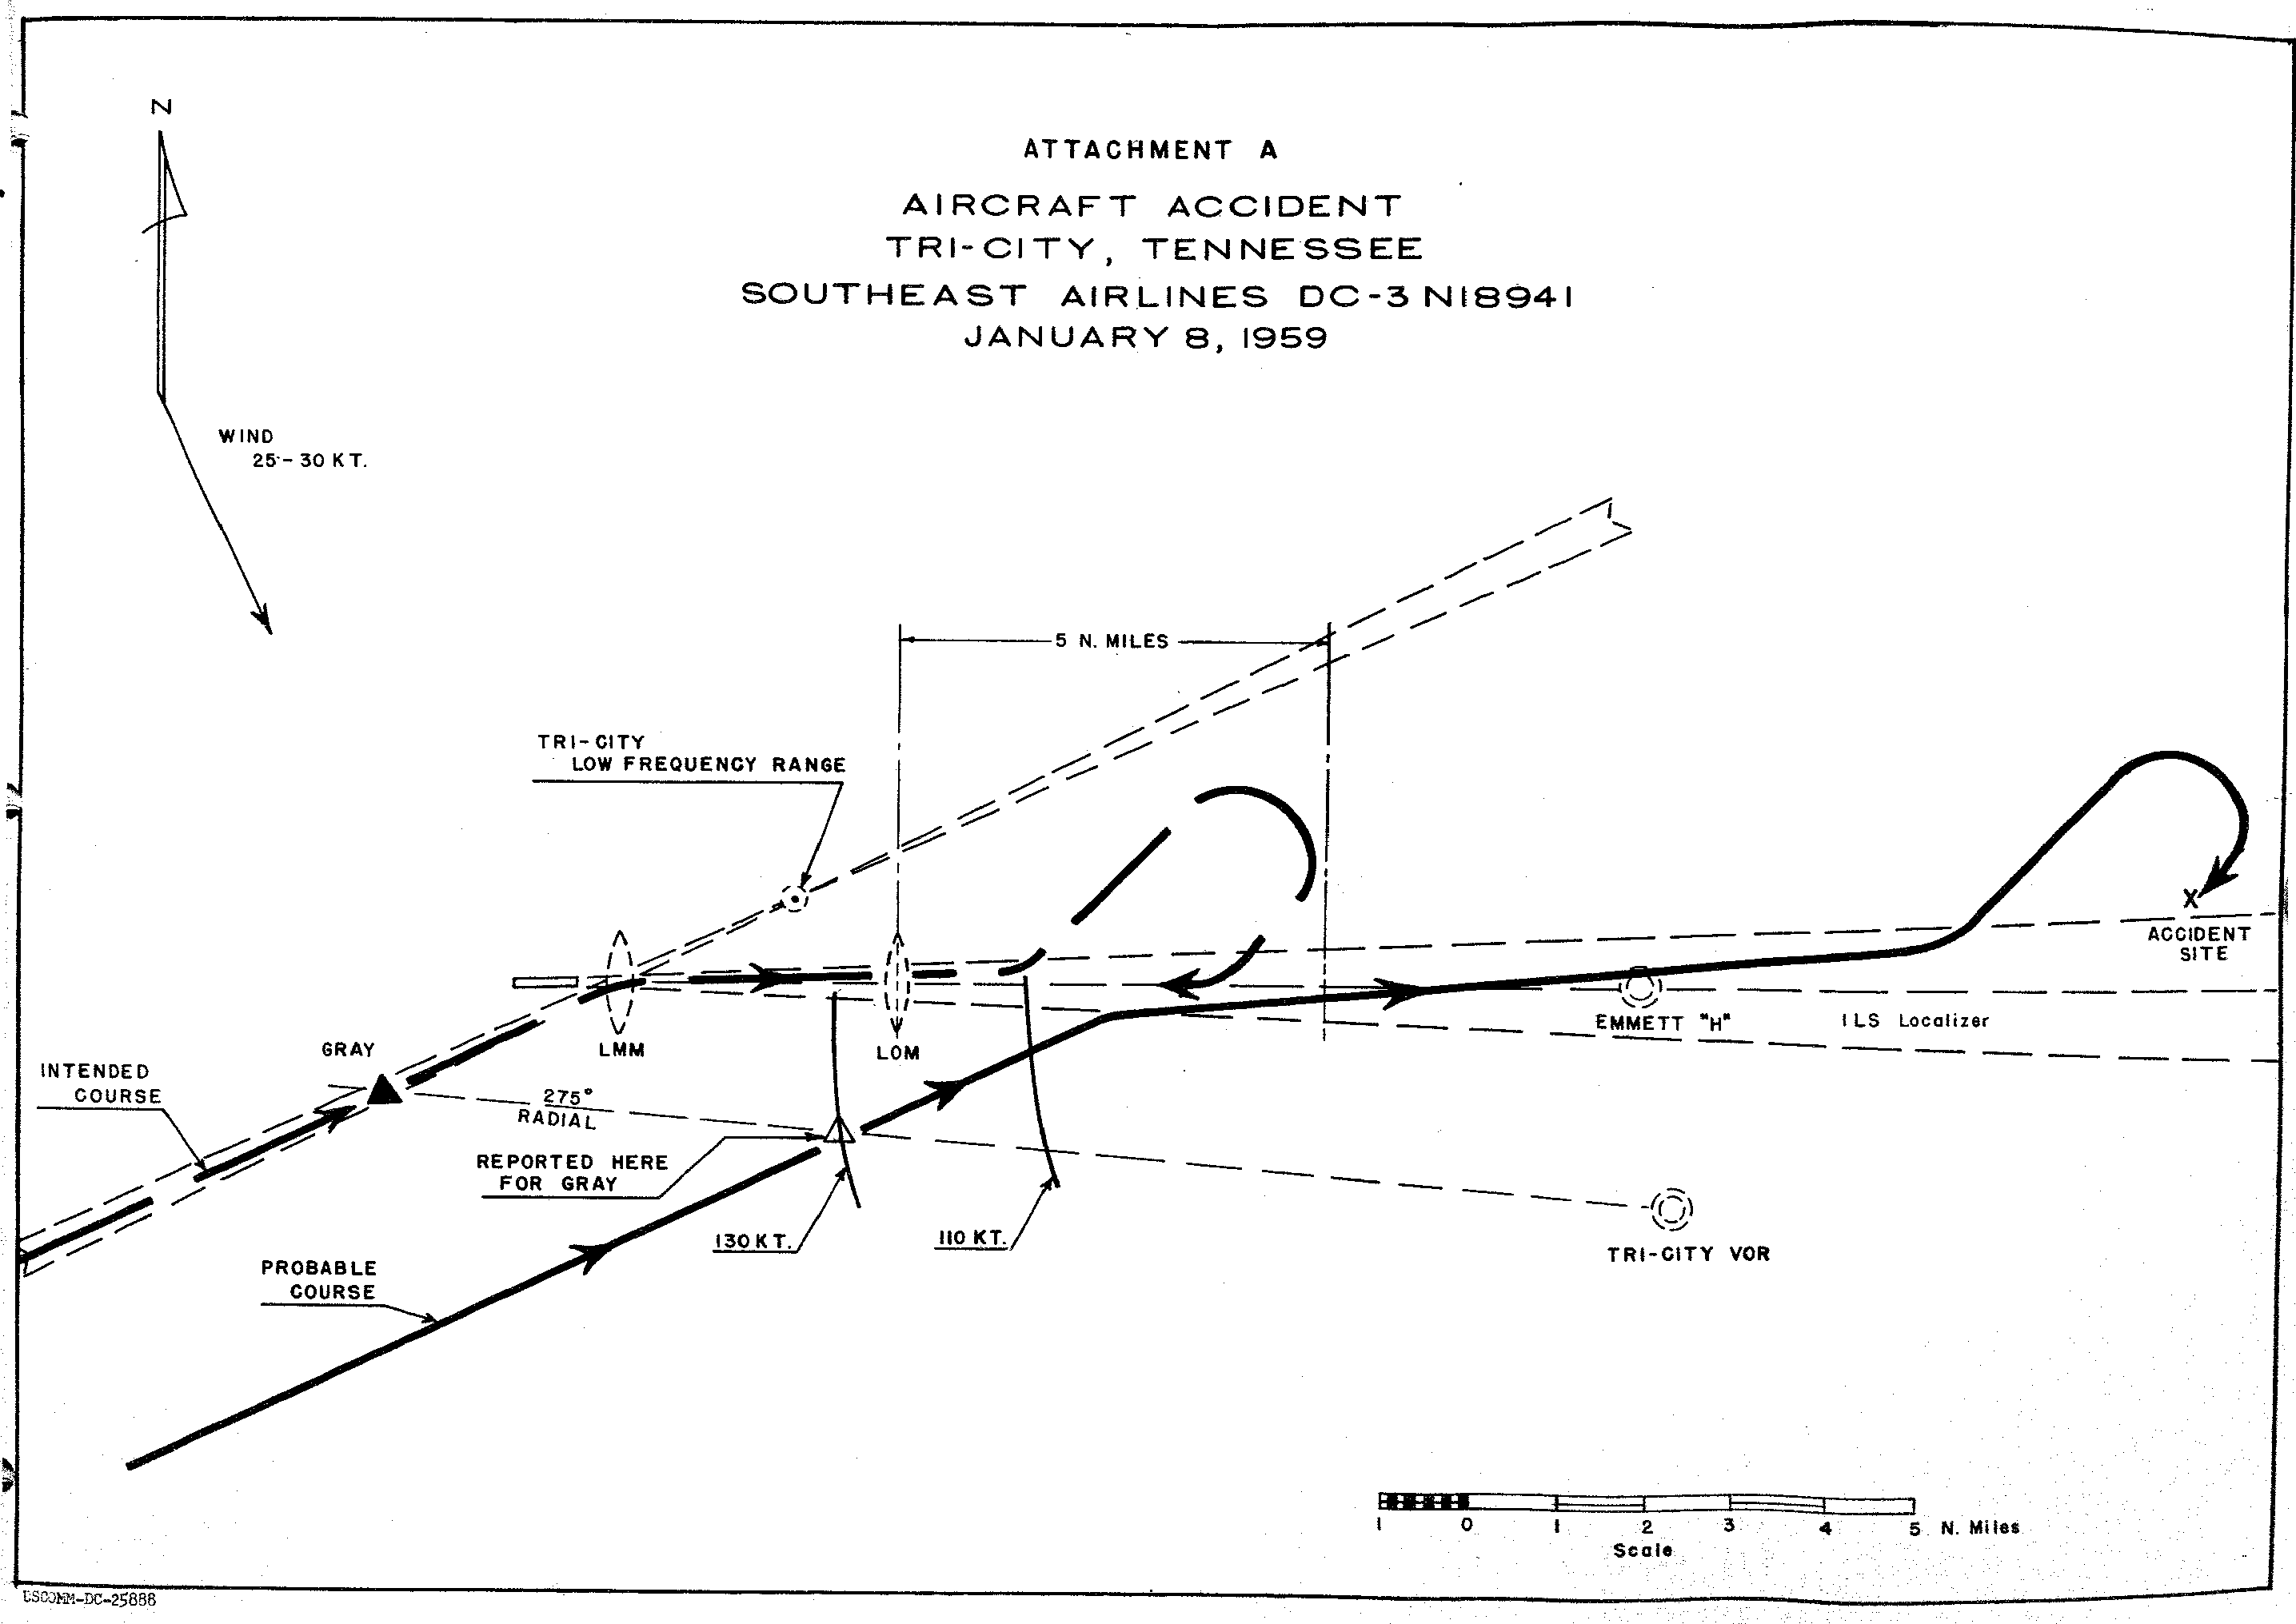 N
ATTACHMENT A
AIRCRAFT ACCIDENT
TRI-CITY, TENNESSEE
SOUTHEAST AIRLINES DC-3 N18941
JANUARY 8, 1959
WIND
25-30 KT.
5 N. MILES
TRI-CITY
LOW FREQUENCY RANGE
ACCIDENT
SITE
EMMETT "H"
ILS Localizer
GRAY
LMM
LOM
INTENDED
COURSE
275°
RADIAL
REPORTED HERE
FOR GRAY
130 KT.
110 KT.
TRI-CITY VOR
PROBABLE
COURSE
1 0 1 2 3 4 5 N. Miles
Scale
USCOMM-DC-25888